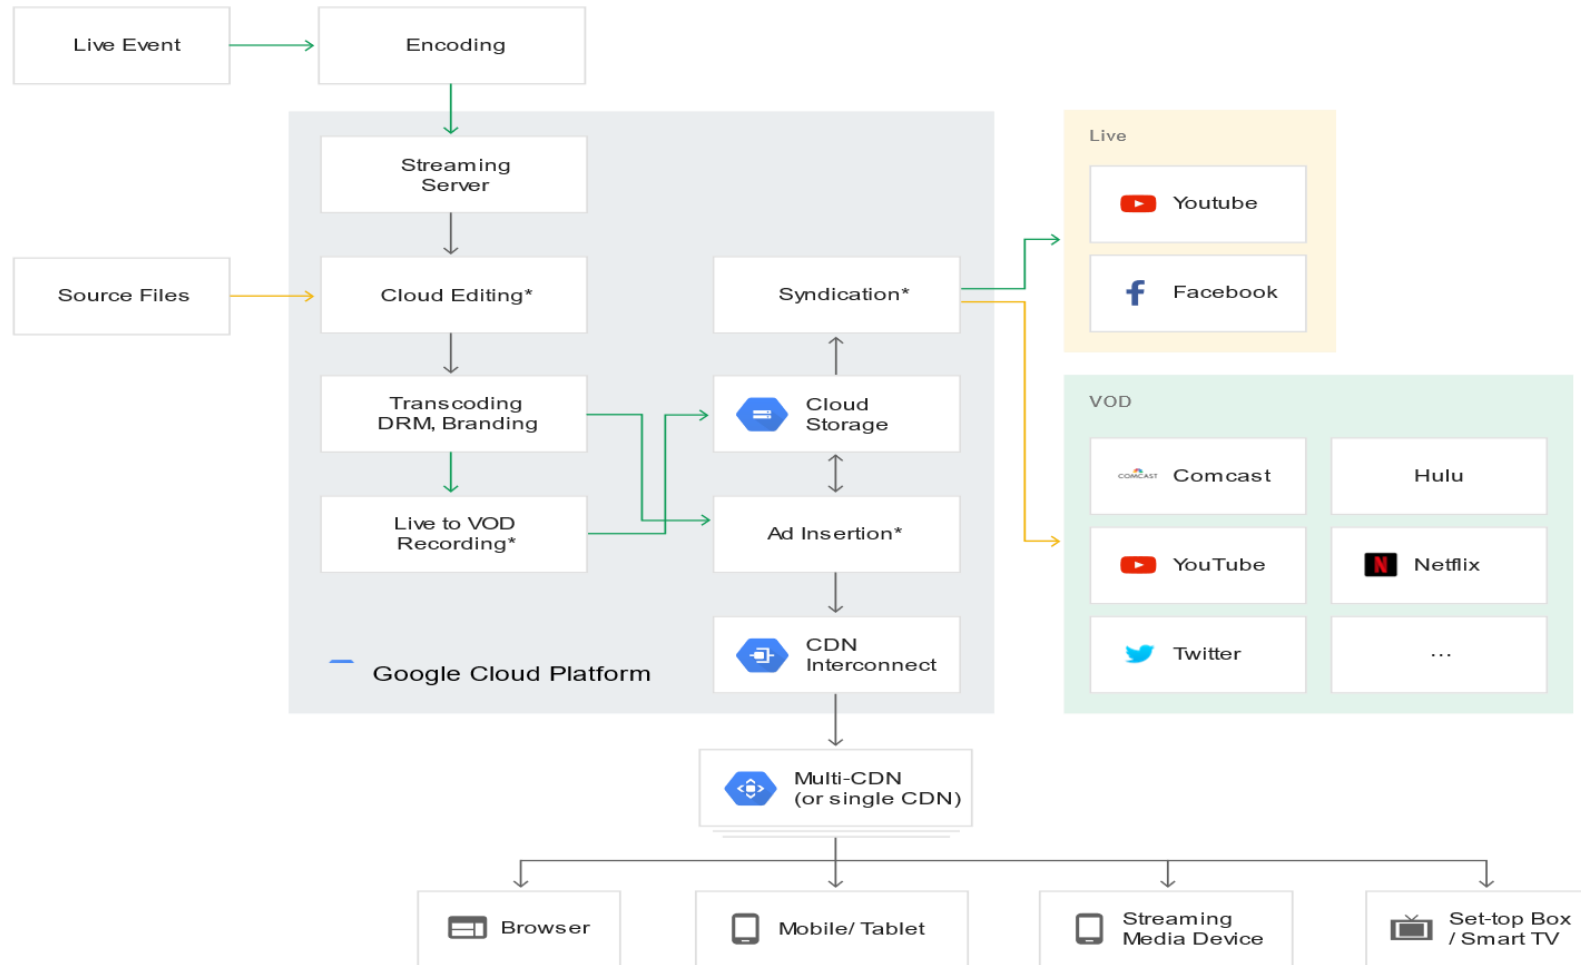 Live Event
Encoding
Streaming
Server
Source Files
Cloud Editing*
Syndication*
Transcoding
DRM, Branding
Cloud
Storage
Live to VOD
Recording*
Ad Insertion*
CDN
Interconnect
Google Cloud Platform
Live
Youtube
Facebook
VOD
COMCAST
Comcast
Hulu
YouTube
N
Netflix
Twitter
...
Multi-CDN
(or single CDN)
Browser
Mobile/ Tablet
Streaming
Media Device
Set-top Box
/ Smart TV